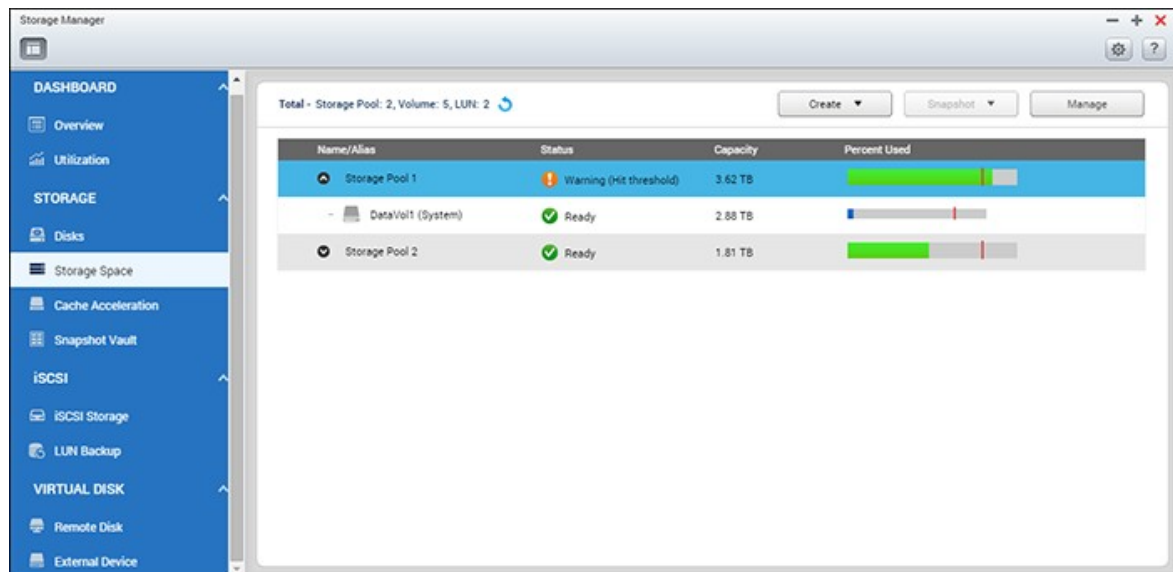 Storage Manager
?
DASHBOARD
Overview
Utilization
STORAGE
Disks
Storage Space
Cache Acceleration
Snapshot Vault
iSCSI
iSCSI Storage
LUN Backup
VIRTUAL DISK
Remote Disk
External Device
Total - Storage Pool: 2, Volume: 5, LUN: 2
Create
Snapshot
Manage
Name/Alias Status Capacity Percent Used
Storage Pool 1 Warning (Hit threshold) 3.62 TB
- DataVol1 (System) Ready 2.88 TB
Storage Pool 2 Ready 1.81 TB